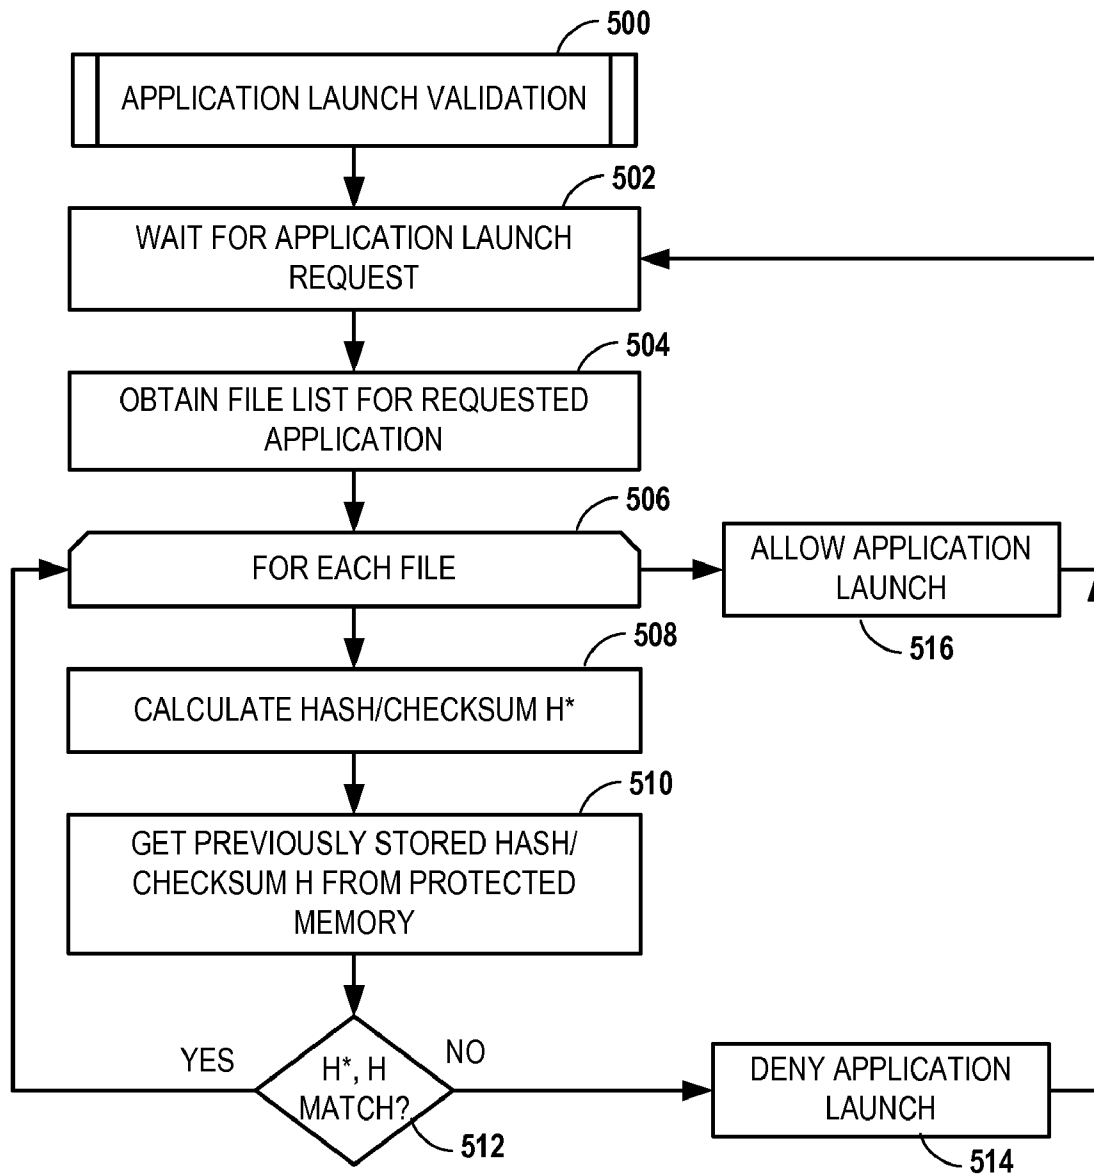 500
APPLICATION LAUNCH VALIDATION
502
WAIT FOR APPLICATION LAUNCH
REQUEST
504
OBTAIN FILE LIST FOR REQUESTED
APPLICATION
506
FOR EACH FILE
ALLOW APPLICATION
LAUNCH
516
508
CALCULATE HASH/CHECKSUM H*
510
GET PREVIOUSLY STORED HASH/
CHECKSUM H FROM PROTECTED
MEMORY
YES
H*, H
MATCH?
NO
512
DENY APPLICATION
LAUNCH
514